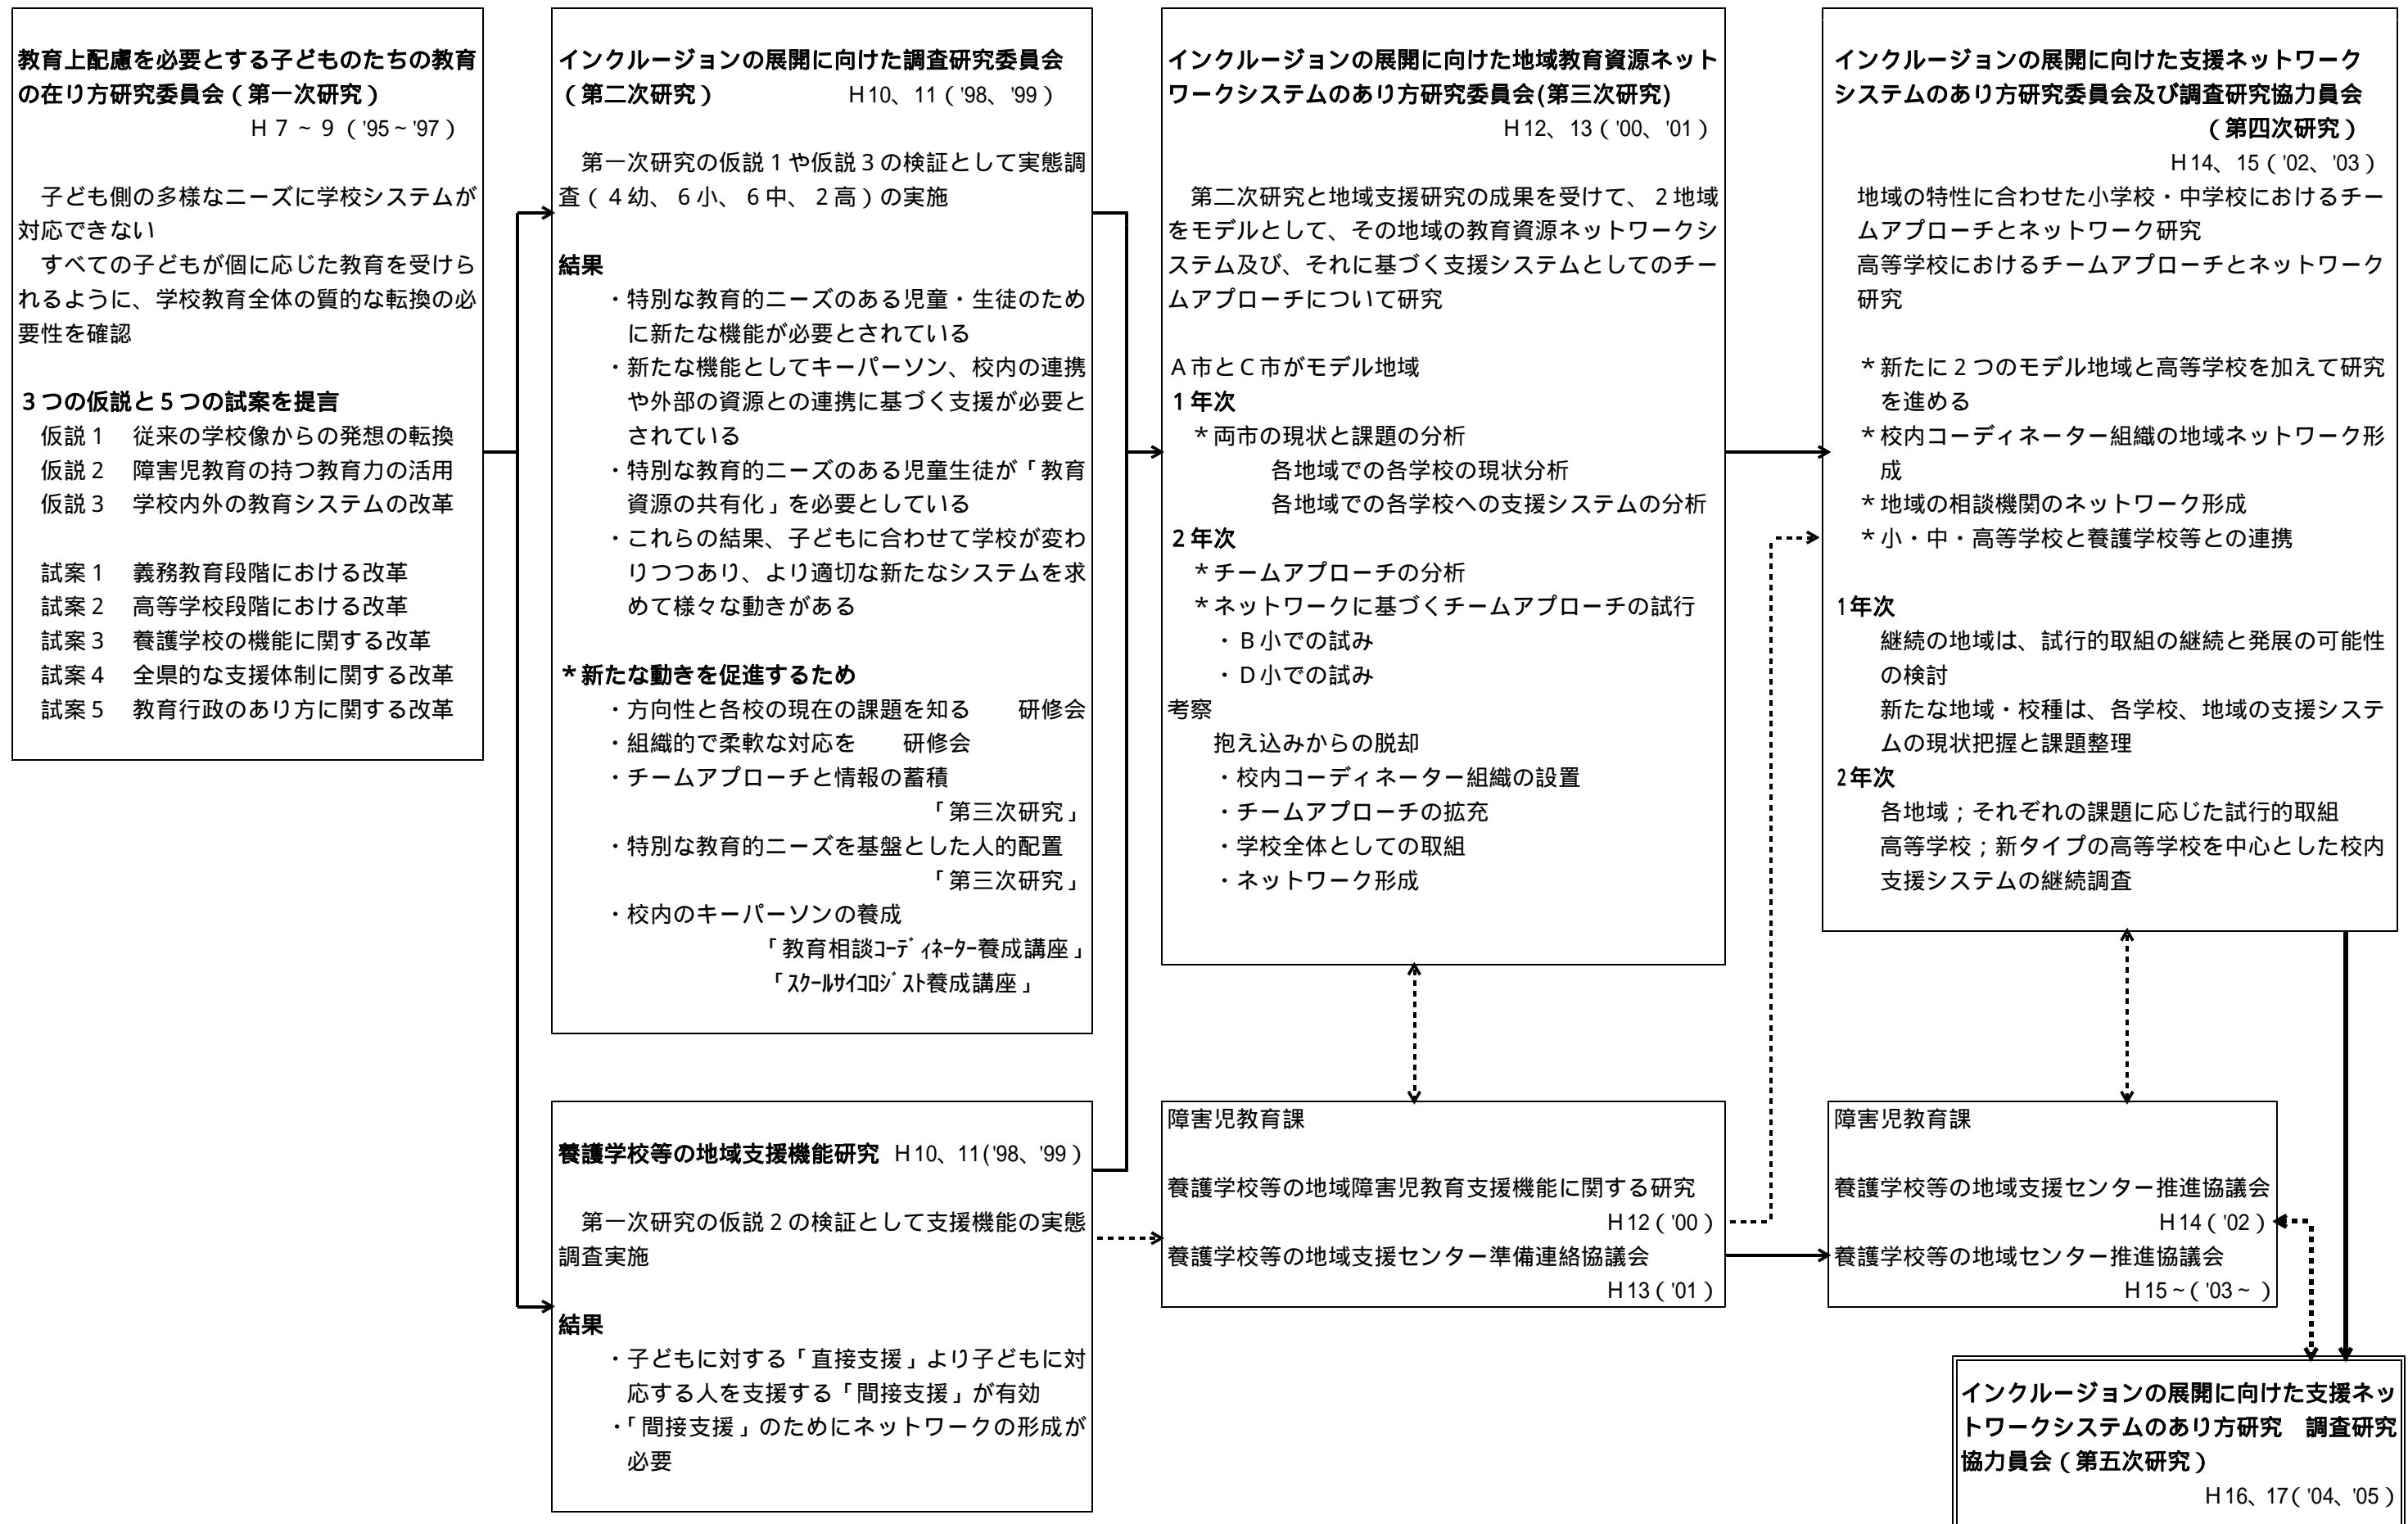 教育上配慮を必要とする子どものたちの教育
の在り方研究委員会（第一次研究）
Ｈ７～９（'95～'97）
子ども側の多様なニーズに学校システムが
対応できない
すべての子どもが個に応じた教育を受けら
れるように、学校教育全体の質的な転換の必
要性を確認
３つの仮説と５つの試案を提言
仮説１　従来の学校像からの発想の転換
仮説２　障害児教育の持つ教育力の活用
仮説３　学校内外の教育システムの改革
試案１　義務教育段階における改革
試案２　高等学校段階における改革
試案３　養護学校の機能に関する改革
試案４　全県的な支援体制に関する改革
試案５　教育行政のあり方に関する改革
インクルージョンの展開に向けた調査研究委員会
（第二次研究）　Ｈ10、11（'98、'99）
第一次研究の仮説１や仮説３の検証として実態調
査（４幼、６小、６中、２高）の実施
結果
・特別な教育的ニーズのある児童・生徒のため
に新たな機能が必要とされている
・新たな機能としてキーパーソン、校内の連携
や外部の資源との連携に基づく支援が必要と
されている
・特別な教育的ニーズのある児童生徒が「教育
資源の共有化」を必要としている
・これらの結果、子どもに合わせて学校が変わ
りつつあり、より適切な新たなシステムを求
めて様々な動きがある
＊新たな動きを促進するため
・方向性と各校の現在の課題を知る　　研修会
・組織的で柔軟な対応を　　研修会
・チームアプローチと情報の蓄積
「第三次研究」
・特別な教育的ニーズを基盤とした人的配置
「第三次研究」
・校内のキーパーソンの養成
「教育相談ｺｰﾃﾞｨﾈｰﾀｰ養成講座」
「ｽｸｰﾙｻｲｺﾛｼﾞｽﾄ養成講座」
養護学校等の地域支援機能研究　Ｈ10、11('98、'99）
第一次研究の仮説２の検証として支援機能の実態
調査実施
結果
・子どもに対する「直接支援」より子どもに対
応する人を支援する「間接支援」が有効
・「間接支援」のためにネットワークの形成が
必要
インクルージョンの展開に向けた地域教育資源ネット
ワークシステムのあり方研究委員会(第三次研究)
Ｈ12、13（'00、'01）
第二次研究と地域支援研究の成果を受けて、２地域
をモデルとして、その地域の教育資源ネットワークシ
ステム及び、それに基づく支援システムとしてのチー
ムアプローチについて研究
Ａ市とＣ市がモデル地域
１年次
＊両市の現状と課題の分析
各地域での各学校の現状分析
各地域での各学校への支援システムの分析
２年次
＊チームアプローチの分析
＊ネットワークに基づくチームアプローチの試行
・Ｂ小での試み
・Ｄ小での試み
考察
抱え込みからの脱却
・校内コーディネーター組織の設置
・チームアプローチの拡充
・学校全体としての取組
・ネットワーク形成
障害児教育課
養護学校等の地域障害児教育支援機能に関する研究
Ｈ12（'00）
養護学校等の地域支援センター準備連絡協議会
Ｈ13（'01）
インクルージョンの展開に向けた支援ネットワーク
システムのあり方研究委員会及び調査研究協力員会
（第四次研究）
Ｈ14、15（'02、'03）
地域の特性に合わせた小学校・中学校におけるチー
ムアプローチとネットワーク研究
高等学校におけるチームアプローチとネットワーク
研究
＊新たに２つのモデル地域と高等学校を加えて研究
を進める
＊校内コーディネーター組織の地域ネットワーク形
成
＊地域の相談機関のネットワーク形成
＊小・中・高等学校と養護学校等との連携
1年次
継続の地域は、試行的取組の継続と発展の可能性
の検討
新たな地域・校種は、各学校、地域の支援システ
ムの現状把握と課題整理
2年次
各地域；それぞれの課題に応じた試行的取組
高等学校；新タイプの高等学校を中心とした校内
支援システムの継続調査
障害児教育課
養護学校等の地域支援センター推進協議会
Ｈ14（'02）
養護学校等の地域センター推進協議会
Ｈ15～（'03～ ）
インクルージョンの展開に向けた支援ネッ
トワークシステムのあり方研究　調査研究
協力員会（第五次研究）
Ｈ16、17（'04、'05）